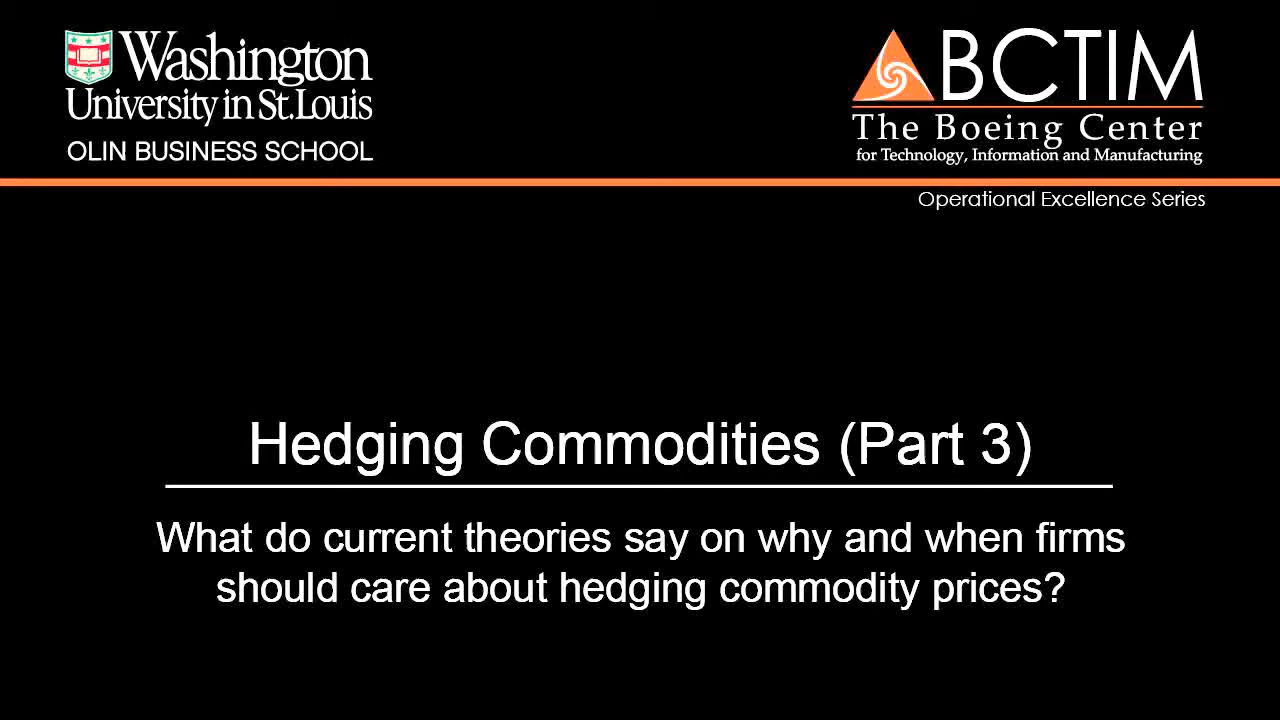 Washington
University in St. Louis
OLIN BUSINESS SCHOOL
BCTIM
The Boeing Center
for Technology, Information and Manufacturing
Operational Excellence Series
Hedging Commodities (Part 3)
What do current theories say on why and when firms
should care about hedging commodity prices?